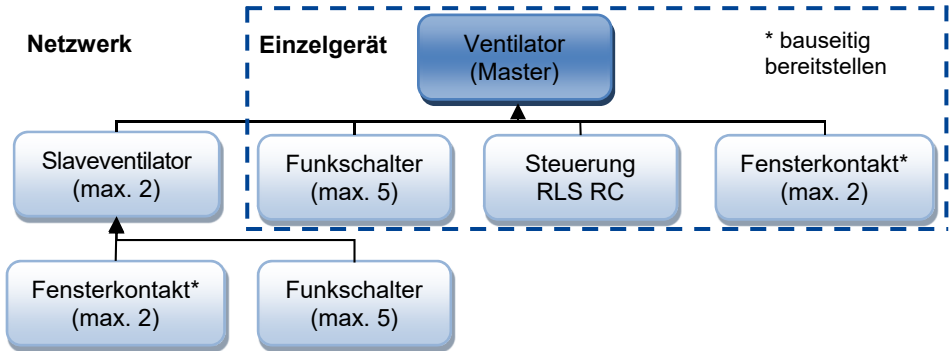 Netzwerk
Einzelgerät
Ventilator
(Master)
* bauseitig
bereitstellen
Slaveventilator
(max. 2)
Funkschalter
(max. 5)
Steuerung
RLS RC
Fensterkontakt*
(max. 2)
Fensterkontakt*
(max. 2)
Funkschalter
(max. 5)